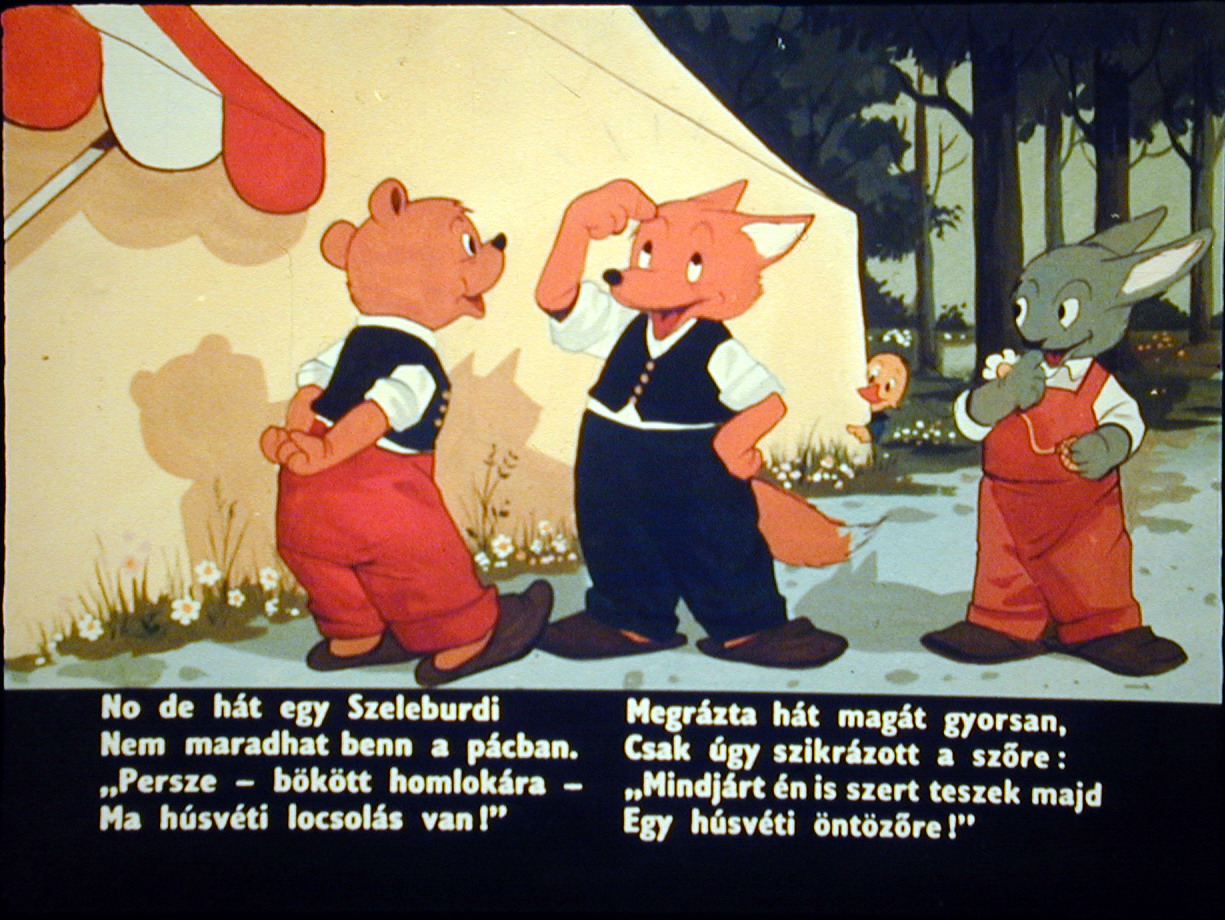 No de hát egy Szeleburdi
Nem maradhat benn a pácban.
„Persze – bökött homlokára –
Ma húsvéti locsolás van!”
Megrázta hát magát gyorsan,
Csak úgy szikrázott a szőre:
„Mindjárt én is szert teszek majd
Egy húsvéti öntözőre!”